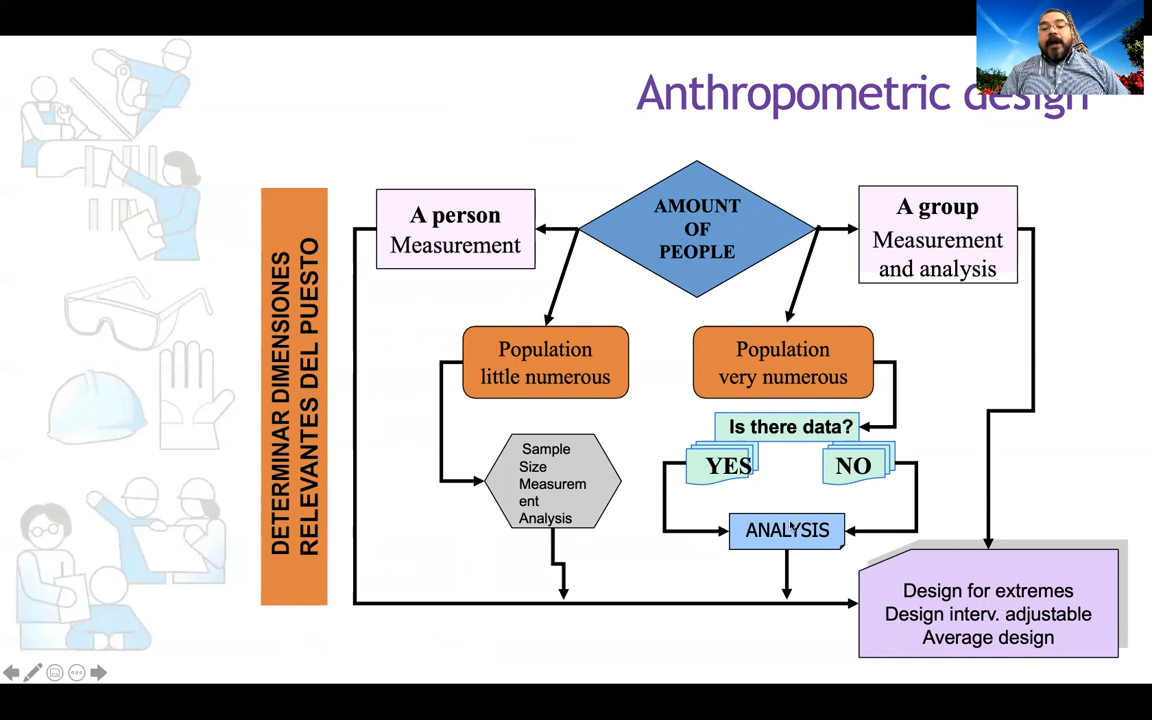 Anthropometric design
DETERMINAR DIMENSIONES
RELEVANTES DEL PUESTO
A person
Measurement
AMOUNT
OF
PEOPLE
A group
Measurement
and analysis
Population
little numerous
Population
very numerous
Is there data?
YES
NO
Sample
Size
Measurem
ent
Analysis
ANALYSIS
Design for extremes
Design interv. adjustable
Average design